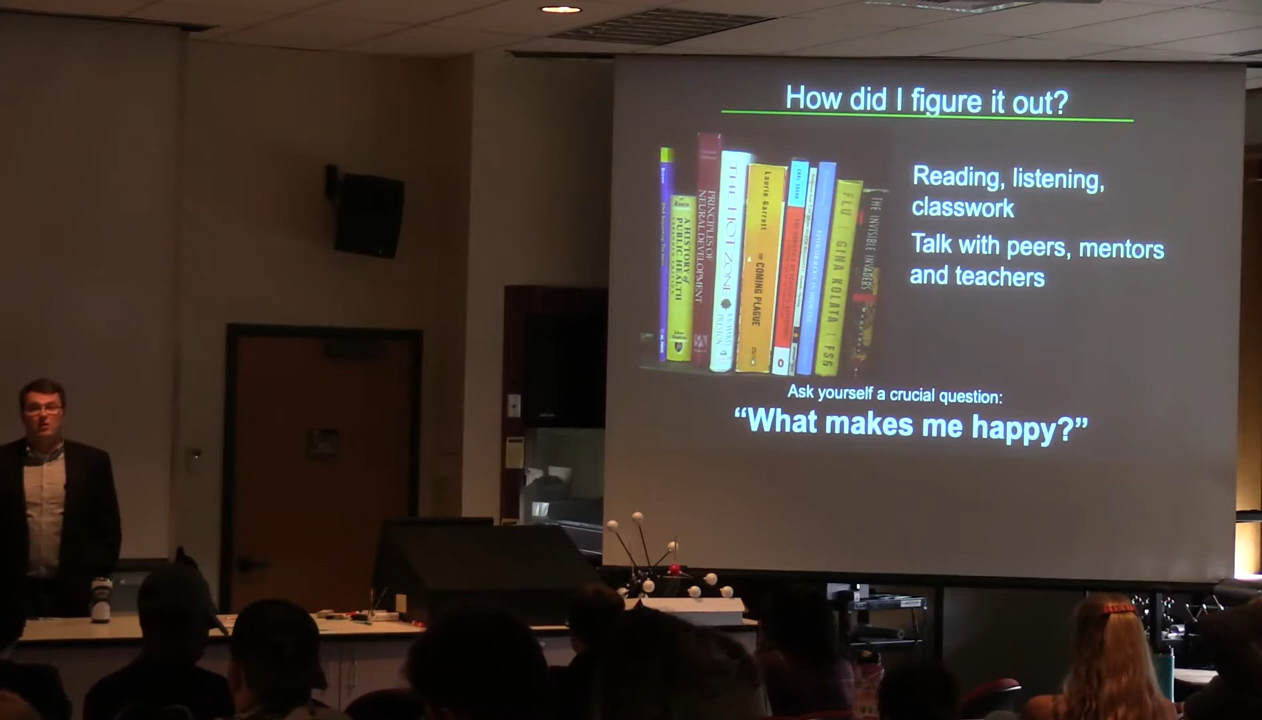 How did I figure it out?
Reading, listening,
classwork
Talk with peers, mentors
and teachers
A HISTORY of
PUBLIC HEALTH
PRINCIPLES OF
NEURAL DEVELOPMENT
THE HOT ZONE
PRESTON
Laurie Garrett
THE COMING PLAGUE
FLU
GINA KOLATA
FSG
THE INVISIBLE INVADERS
Ask yourself a crucial question:
“What makes me happy?”